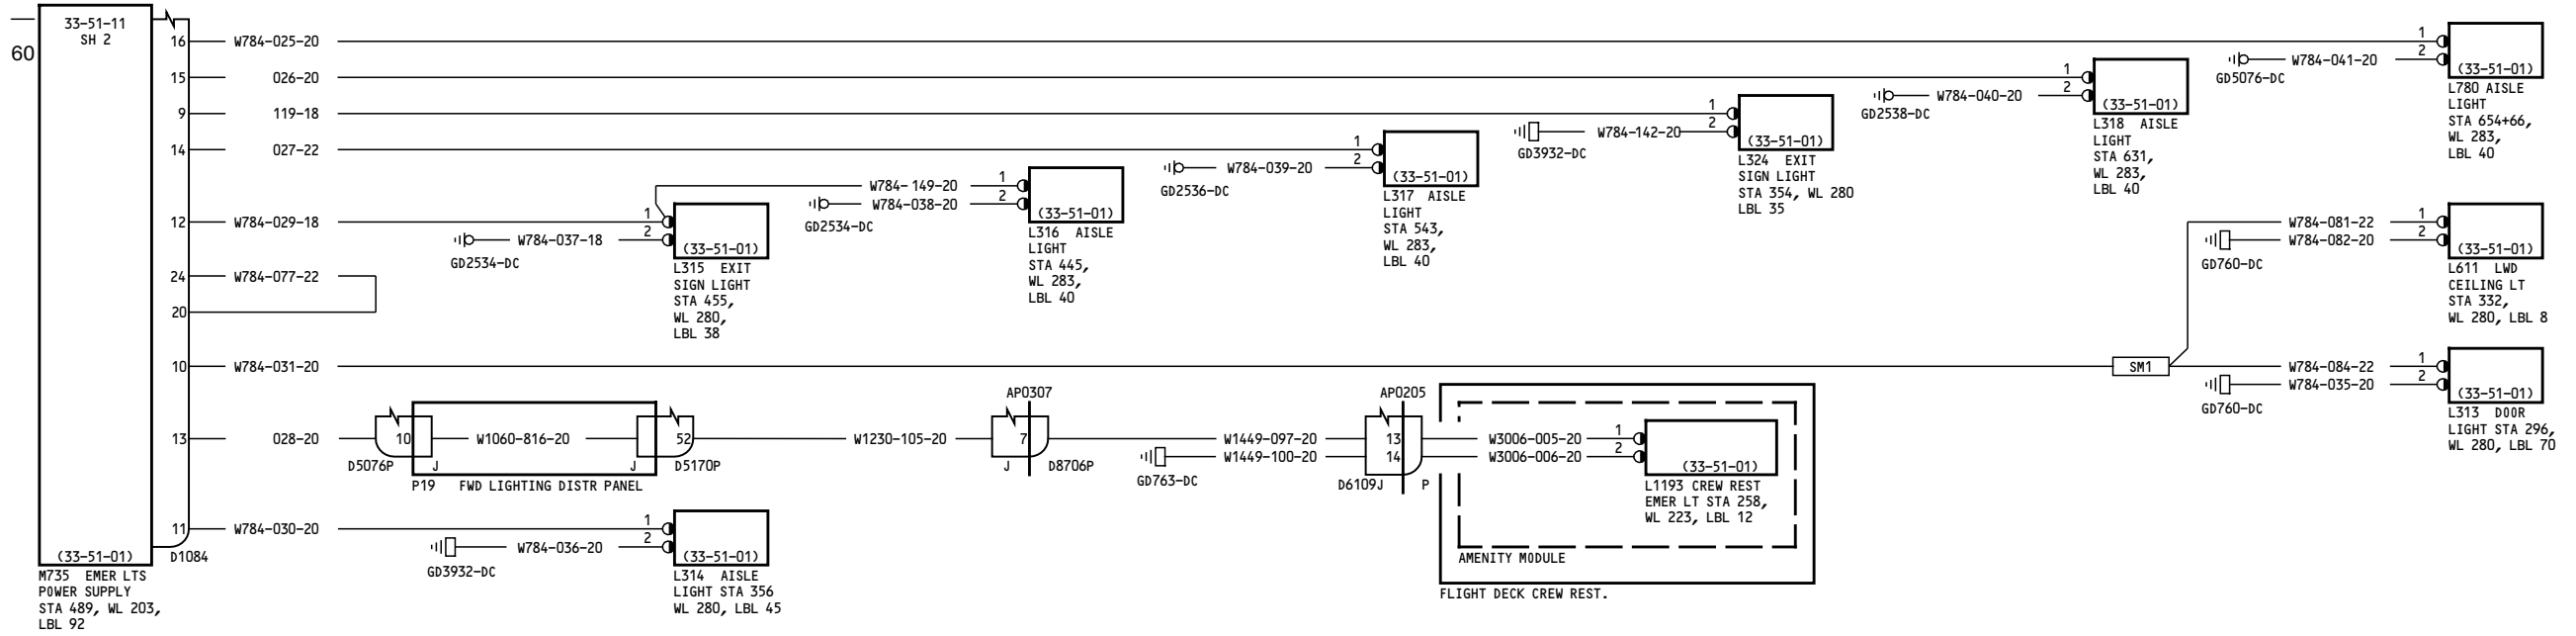 60
33-51-11
SH 2
16 W784-025-20
15 026-20
9 119-18
14 027-22
12 W784-029-18
24 W784-077-22
20
10 W784-031-20
13 028-20
11 W784-030-20
(33-51-01)
D1084
M735 EMER LTS
POWER SUPPLY
STA 489, WL 203,
LBL 92
1
2
GD5076-DC
W784-041-20
(33-51-01)
L780 AISLE
LIGHT
STA 654+66,
WL 283,
LBL 40
1
2
GD2538-DC
W784-040-20
(33-51-01)
L318 AISLE
LIGHT
STA 631,
WL 283,
LBL 40
1
2
GD3932-DC
W784-142-20
(33-51-01)
L324 EXIT
SIGN LIGHT
STA 354, WL 280
LBL 35
1
2
GD2536-DC
W784-039-20
(33-51-01)
L317 AISLE
LIGHT
STA 543,
WL 283,
LBL 40
W784-149-20 1
W784-038-20 2
GD2534-DC
(33-51-01)
L316 AISLE
LIGHT
STA 445,
WL 283,
LBL 40
1
2
GD2534-DC
W784-037-18
(33-51-01)
L315 EXIT
SIGN LIGHT
STA 455,
WL 280,
LBL 38
W784-081-22 1
W784-082-20 2
GD760-DC
(33-51-01)
L611 LWD
CEILING LT
STA 332,
WL 280, LBL 8
SM1
W784-084-22 1
W784-035-20 2
GD760-DC
(33-51-01)
L313 DOOR
LIGHT STA 296,
WL 280, LBL 70
10 W1060-816-20 52
D5076P J J D5170P
P19 FWD LIGHTING DISTR PANEL
W1230-105-20
AP0307
7
J D8706P
W1449-097-20
W1449-100-20
GD763-DC
AP0205
13
14
D6109J P
W3006-005-20 1
W3006-006-20 2
(33-51-01)
L1193 CREW REST
EMER LT STA 258,
WL 223, LBL 12
AMENITY MODULE
FLIGHT DECK CREW REST.
1
2
GD3932-DC
W784-036-20
(33-51-01)
L314 AISLE
LIGHT STA 356
WL 280, LBL 45